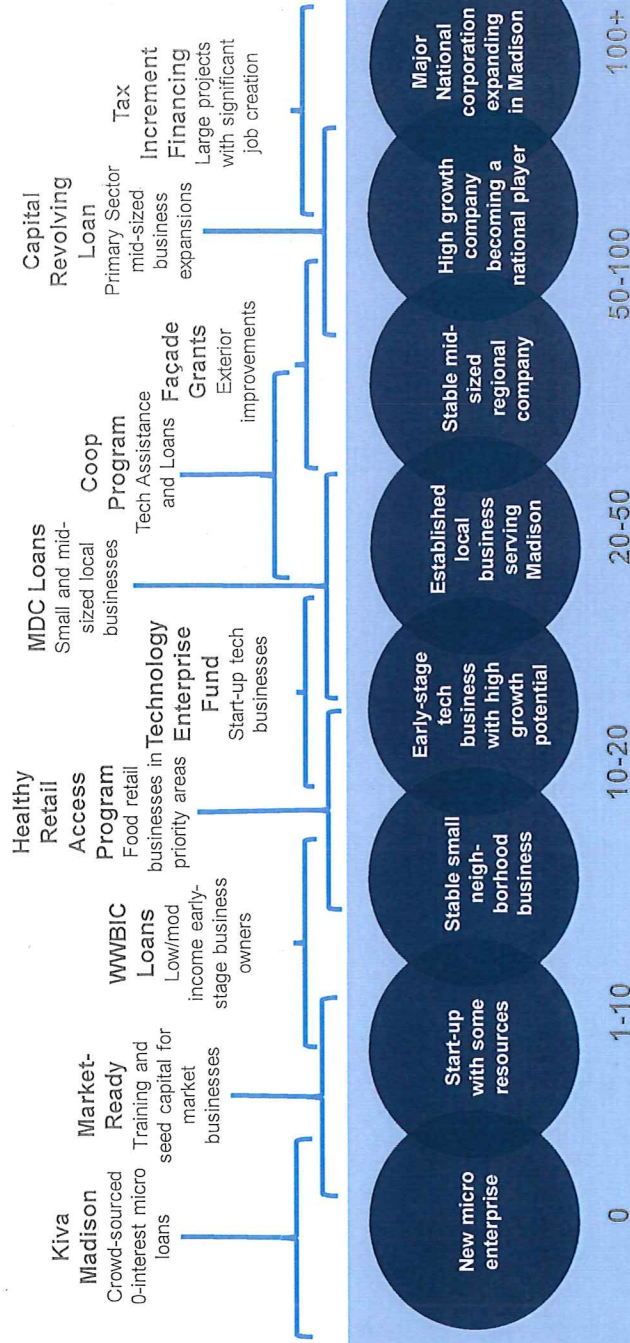 Kiva
Madison
Crowd-sourced
0-interest micro
loans
Market-
Ready
Training and
seed capital for
market
businesses
WWBIC
Loans
Low/mod
income early-
stage business
owners
Healthy
Retail
Access
Program
Food retail
businesses in
priority areas
Technology
Enterprise
Fund
Start-up tech
businesses
MDC Loans
Small and mid-
sized local
businesses
Coop
Program
Tech Assistance
and Loans
Façade
Grants
Exterior
improvements
Capital
Revolving
Loan
Primary Sector
mid-sized
business
expansions
Tax
Increment
Financing
Large projects
with significant
job creation
New micro
enterprise
Start-up
with some
resources
Stable small
neigh-
borhood
business
Early-stage
tech
business
with high
growth
potential
Established
local
business
serving
Madison
Stable mid-
sized
regional
company
High growth
company
becoming a
national player
Major
National
corporation
expanding
in Madison
0
1-10
10-20
20-50
50-100
100+